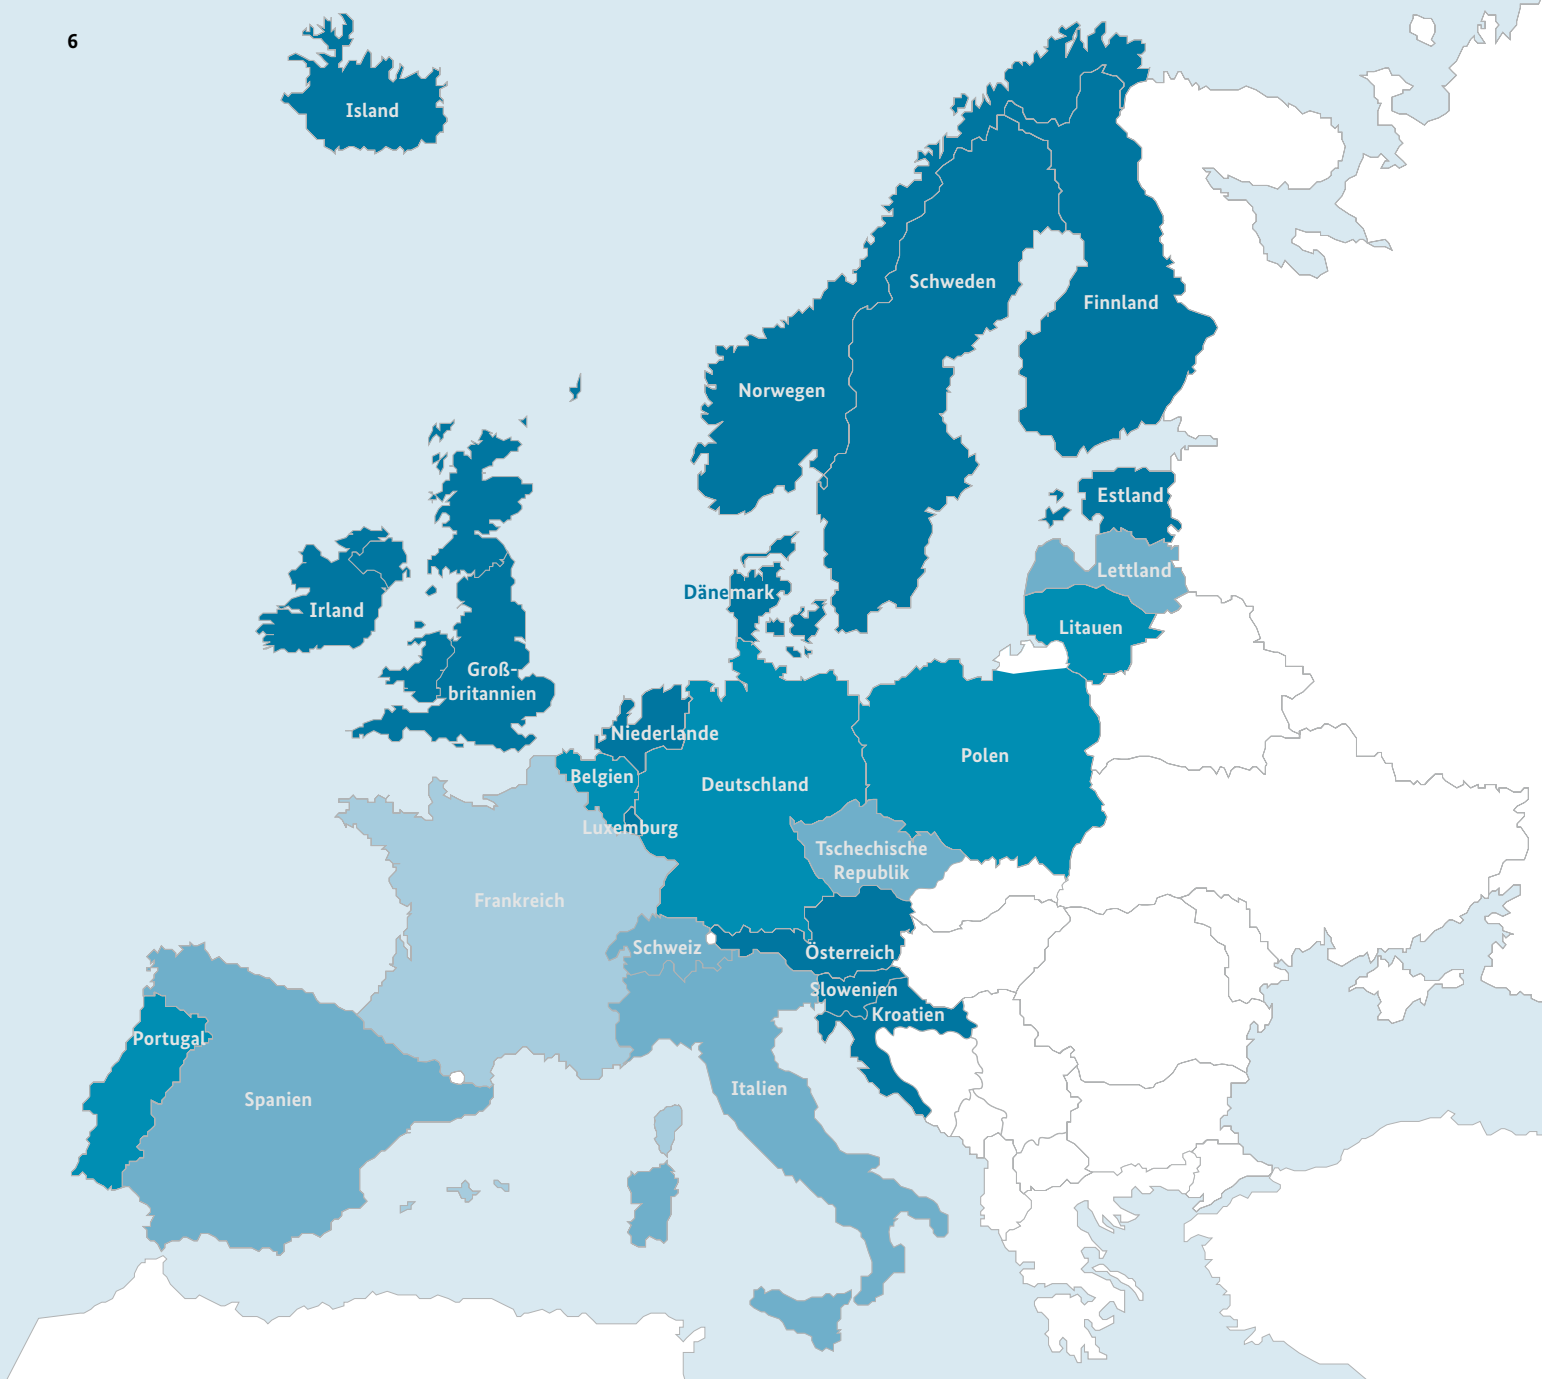 6
Island
Schweden
Finnland
Norwegen
Estland
Lettland
Dänemark
Irland
Litauen
Groß-
britannien
Niederlande
Polen
Belgien
Deutschland
Luxemburg
Tschechische
Republik
Frankreich
Schweiz
Österreich
Slowenien
Kroatien
Portugal
Italien
Spanien